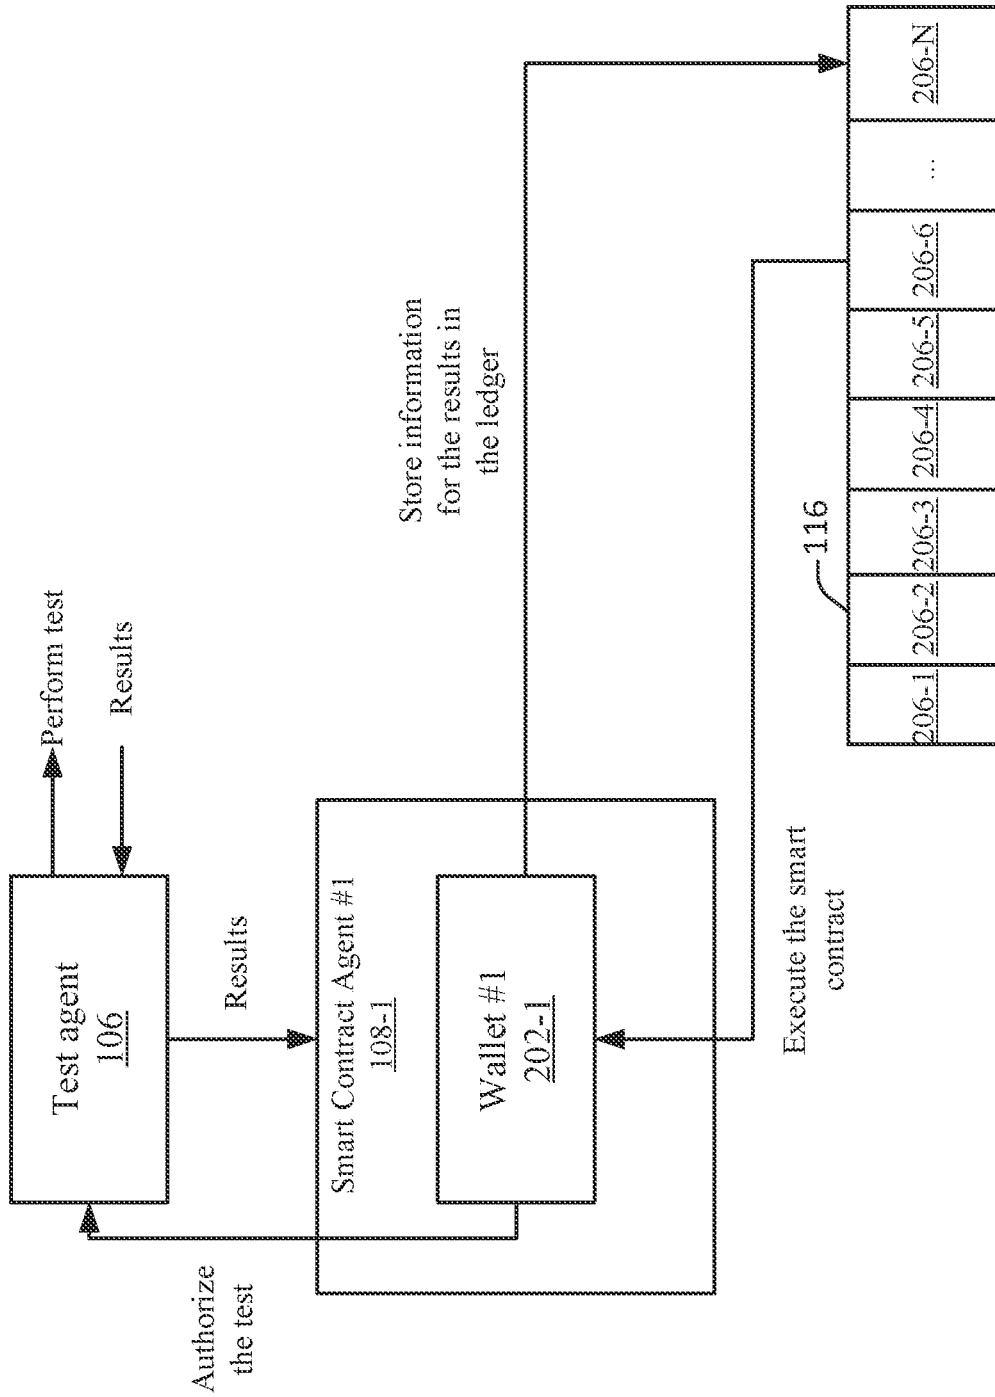 Authorize
the test
Test agent
106
Perform test
Results
Results
Smart Contract Agent #1
108-1
Wallet #1
202-1
Store information
for the results in
the ledger
Execute the smart
contract
116
206-1
206-2
206-3
206-4
206-5
206-6
...
206-N